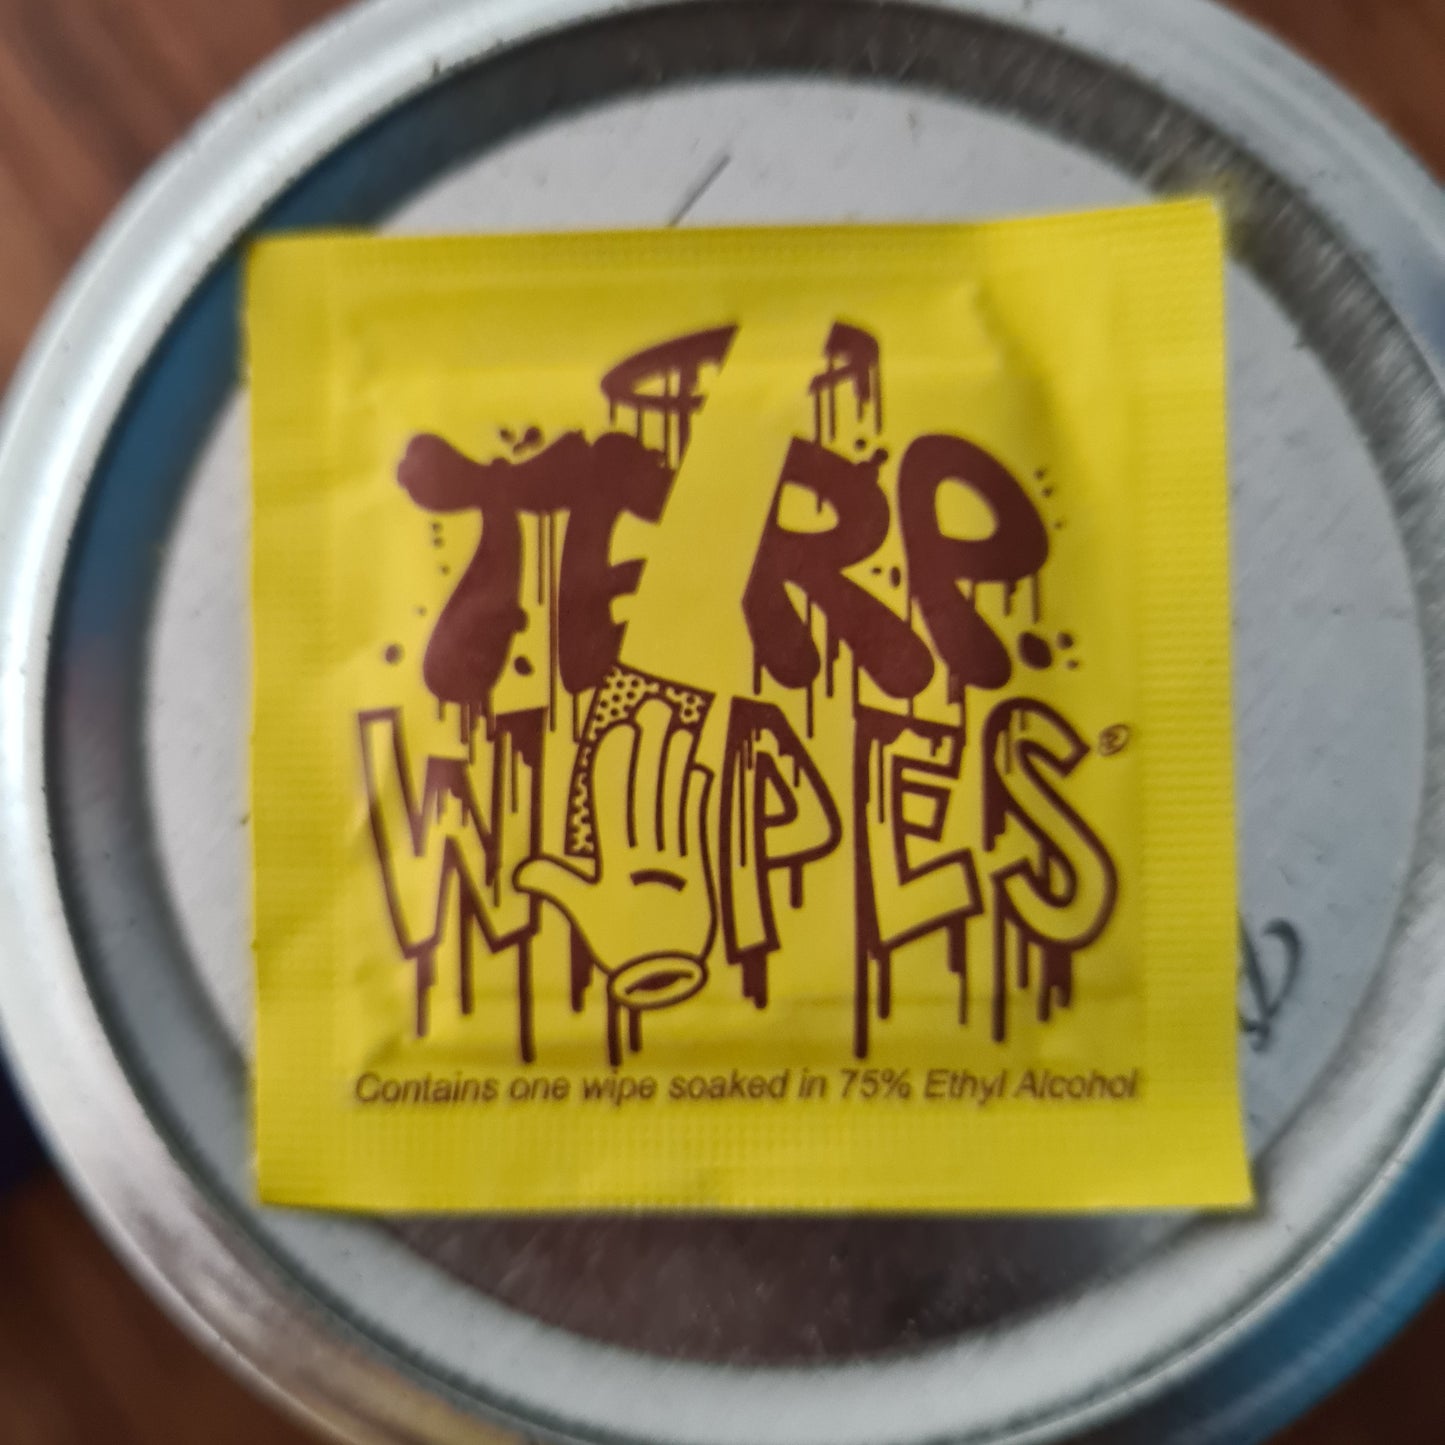 TERP
WIPES®
Contains one wipe soaked in 75% Ethyl Alcohol